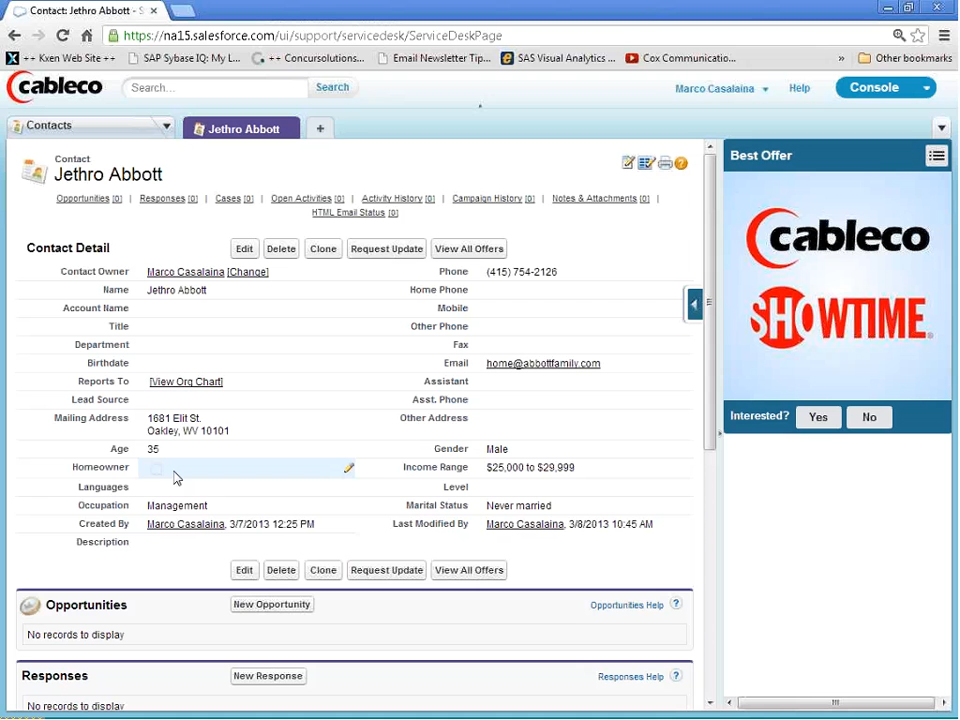 Contact: Jethro Abbott - S
https://na15.salesforce.com/ui/support/servicedesk/ServiceDeskPage
++ Kxen Web Site ++ SAP Sybase IQ: My L... ++ Concursolutions... Email Newsletter Tip... SAS Visual Analytics ... Cox Communicatio... » Other bookmarks
cableco Search... Search Marco Casalaina Help Console
Contacts Jethro Abbott +
Contact
Jethro Abbott
Opportunities [0] | Responses [0] | Cases [0] | Open Activities [0] | Activity History [0] | Campaign History [0] | Notes & Attachments [0] |
HTML Email Status [0]
Contact Detail Edit Delete Clone Request Update View All Offers
Contact Owner Marco Casalaina [Change] Phone (415) 754-2126
Name Jethro Abbott Home Phone
Account Name Mobile
Title Other Phone
Department Fax
Birthdate Email home@abbottfamily.com
Reports To [View Org Chart] Assistant
Lead Source Asst. Phone
Mailing Address 1681 Elit St. Other Address
Oakley, WV 10101
Age 35 Gender Male
Homeowner Income Range $25,000 to $29,999
Languages Level
Occupation Management Marital Status Never married
Created By Marco Casalaina, 3/7/2013 12:25 PM Last Modified By Marco Casalaina, 3/8/2013 10:45 AM
Description
Edit Delete Clone Request Update View All Offers
Opportunities New Opportunity Opportunities Help ?
No records to display
Responses New Response Responses Help ?
No records to display
Best Offer
cableco
SHOWTIME
Interested? Yes No